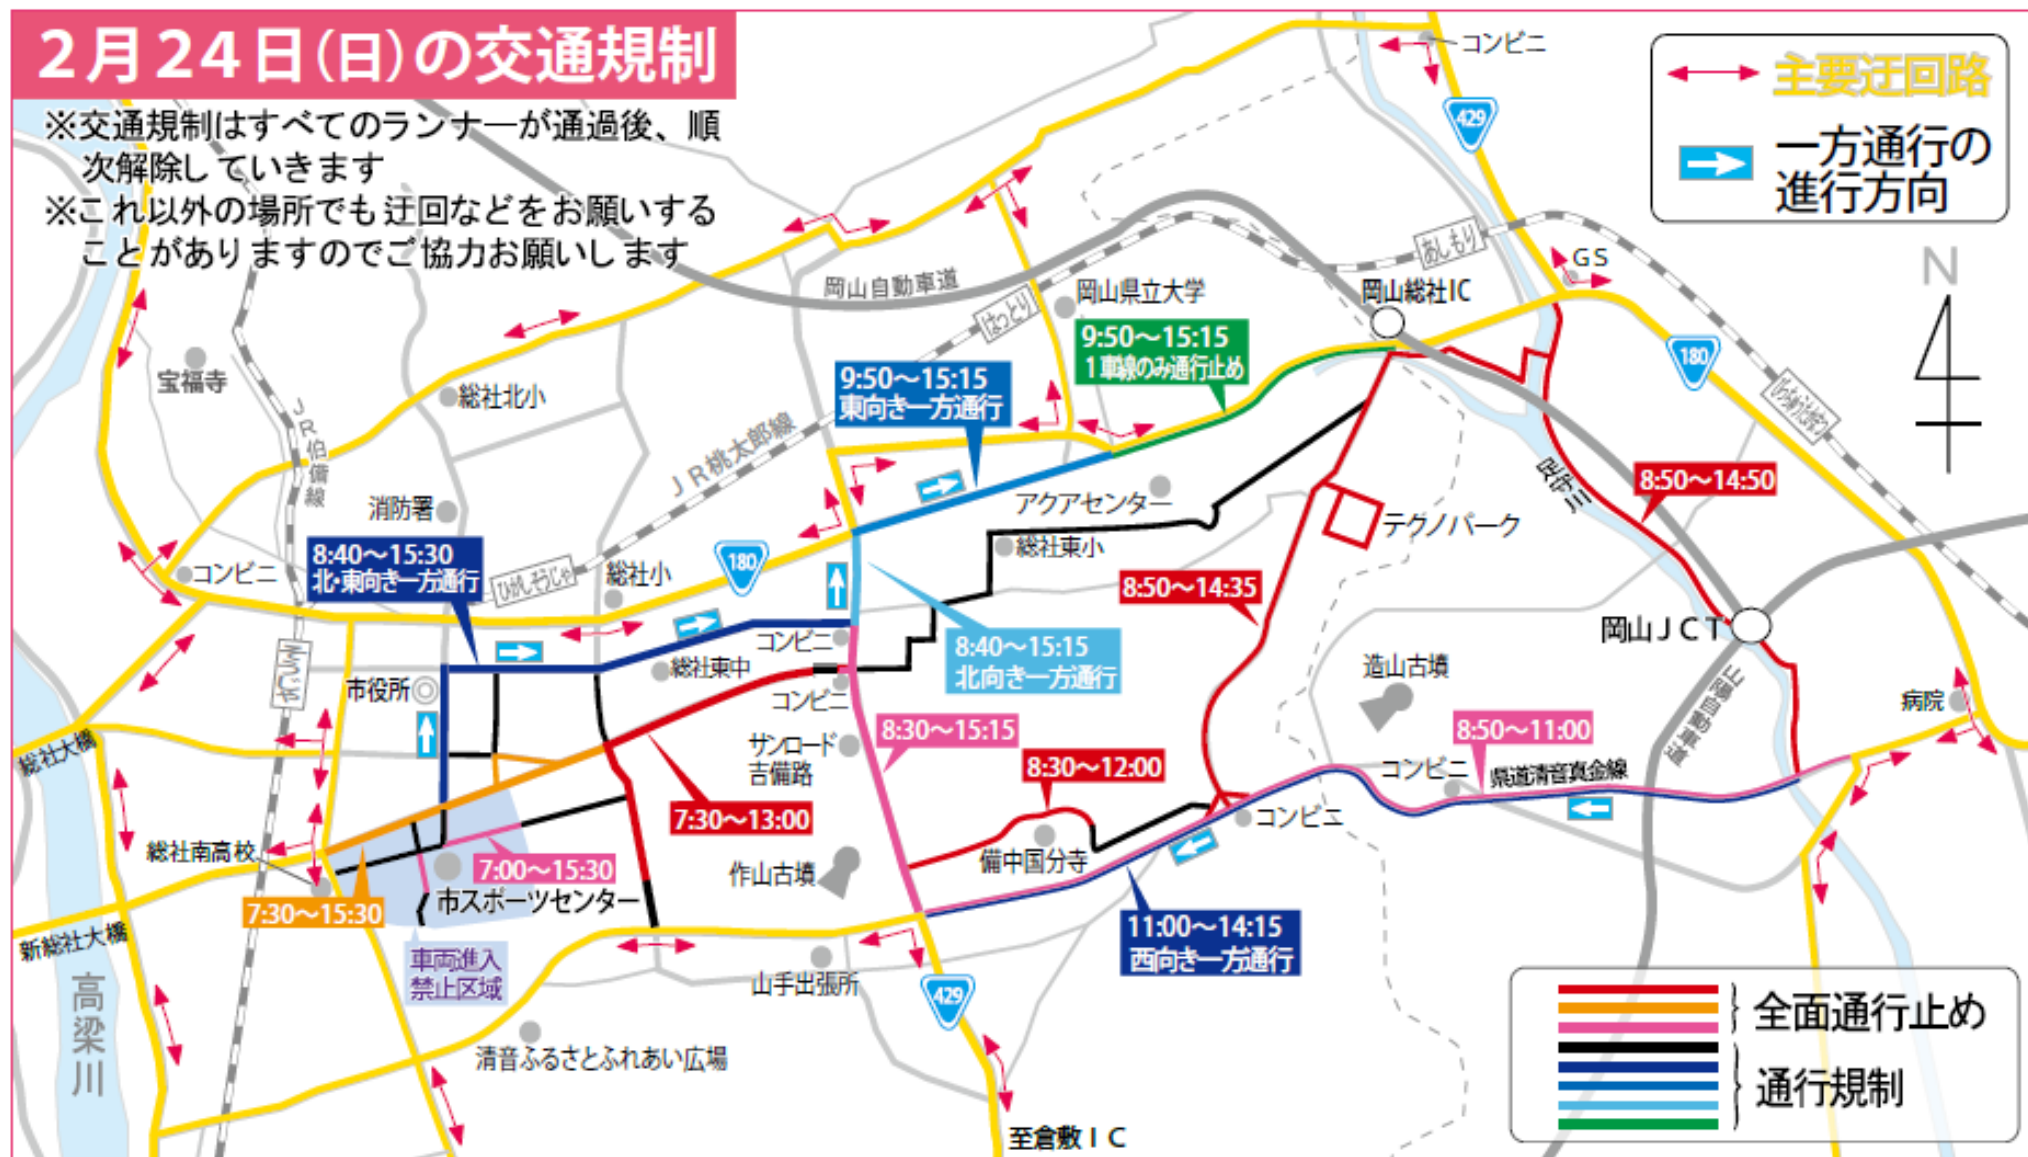 2月24日(日)の交通規制
※交通規制はすべてのランナーが通過後、順
次解除していきます
※これ以外の場所でも迂回などをお願いする
ことがありますのでご協力お願いします
主要迂回路
一方通行の
進行方向
N
コンビニ
429
GS
あしもり
岡山総社IC
180
岡山自動車道
はっとり
岡山県立大学
9:50〜15:15
1車線のみ通行止め
9:50〜15:15
東向き一方通行
宝福寺
総社北小
JR伯備線
JR桃太郎線
消防署
アクアセンター
足守川
8:50〜14:50
テクノパーク
総社東小
コンビニ
8:40〜15:30
北・東向き一方通行
ひがしそうじゃ
総社小
180
8:50〜14:35
岡山JCT
そうじゃ
市役所
総社東中
コンビニ
コンビニ
8:40〜15:15
北向き一方通行
造山古墳
山陽自動車道
病院
総社大橋
サンロード
吉備路
8:30〜15:15
8:50〜11:00
8:30〜12:00
コンビニ
県道清音真金線
7:30〜13:00
コンビニ
総社南高校
7:00〜15:30
作山古墳
備中国分寺
市スポーツセンター
7:30〜15:30
新総社大橋
車両進入
禁止区域
11:00〜14:15
西向き一方通行
山手出張所
429
高梁川
清音ふるさとふれあい広場
至倉敷IC
全面通行止め
通行規制